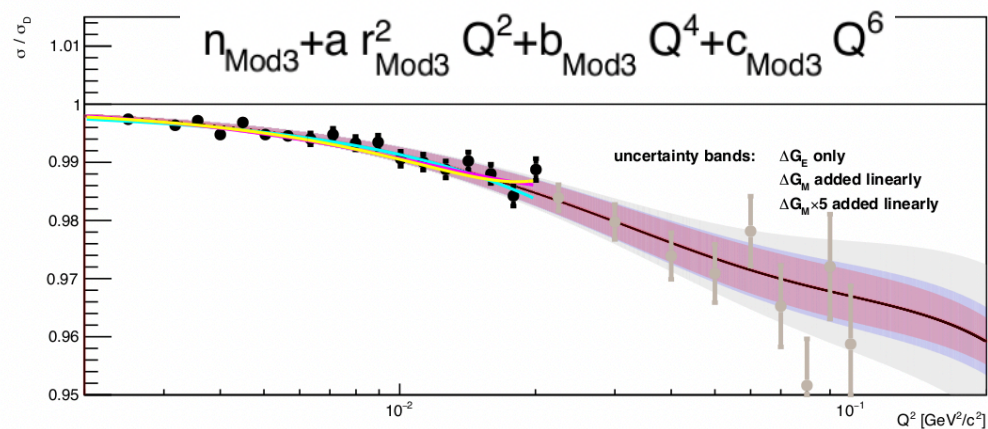 n_Mod3+a r²_Mod3 Q²+b_Mod3 Q⁴+c_Mod3 Q⁶
σ / σ_D
1.01
1
0.99
0.98
0.97
0.96
0.95
uncertainty bands: ΔG_E only
ΔG_M added linearly
ΔG_M×5 added linearly
10⁻² 10⁻¹
Q² [GeV²/c²]